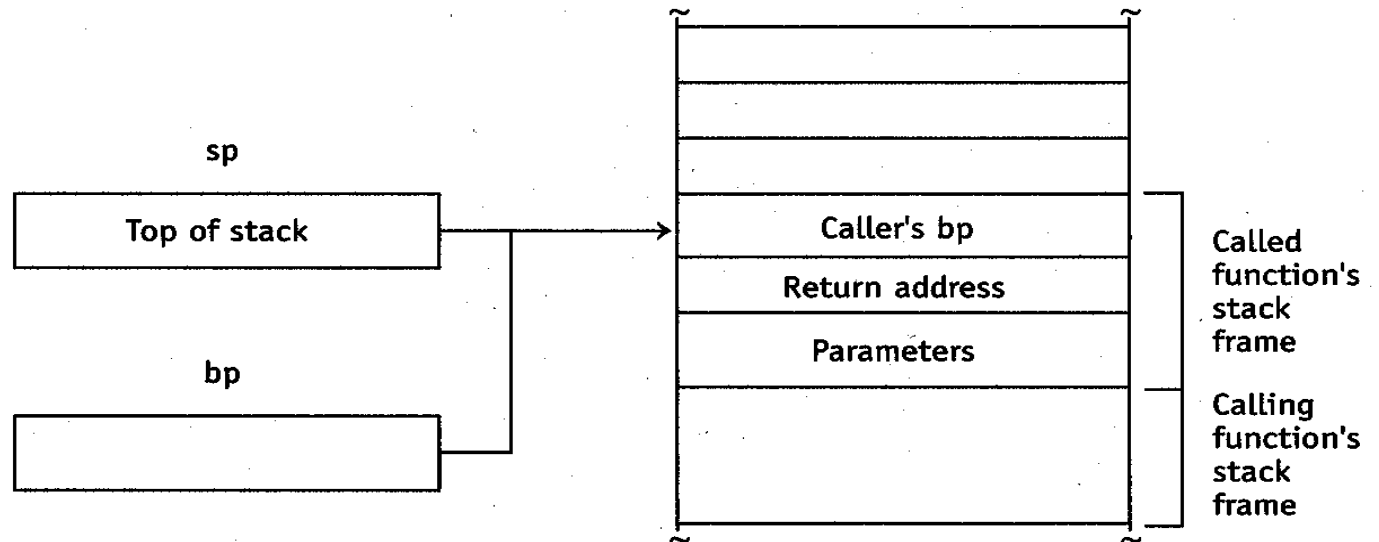 sp
Top of stack
bp
Caller's bp
Return address
Parameters
Called
function's
stack
frame
Calling
function's
stack
frame